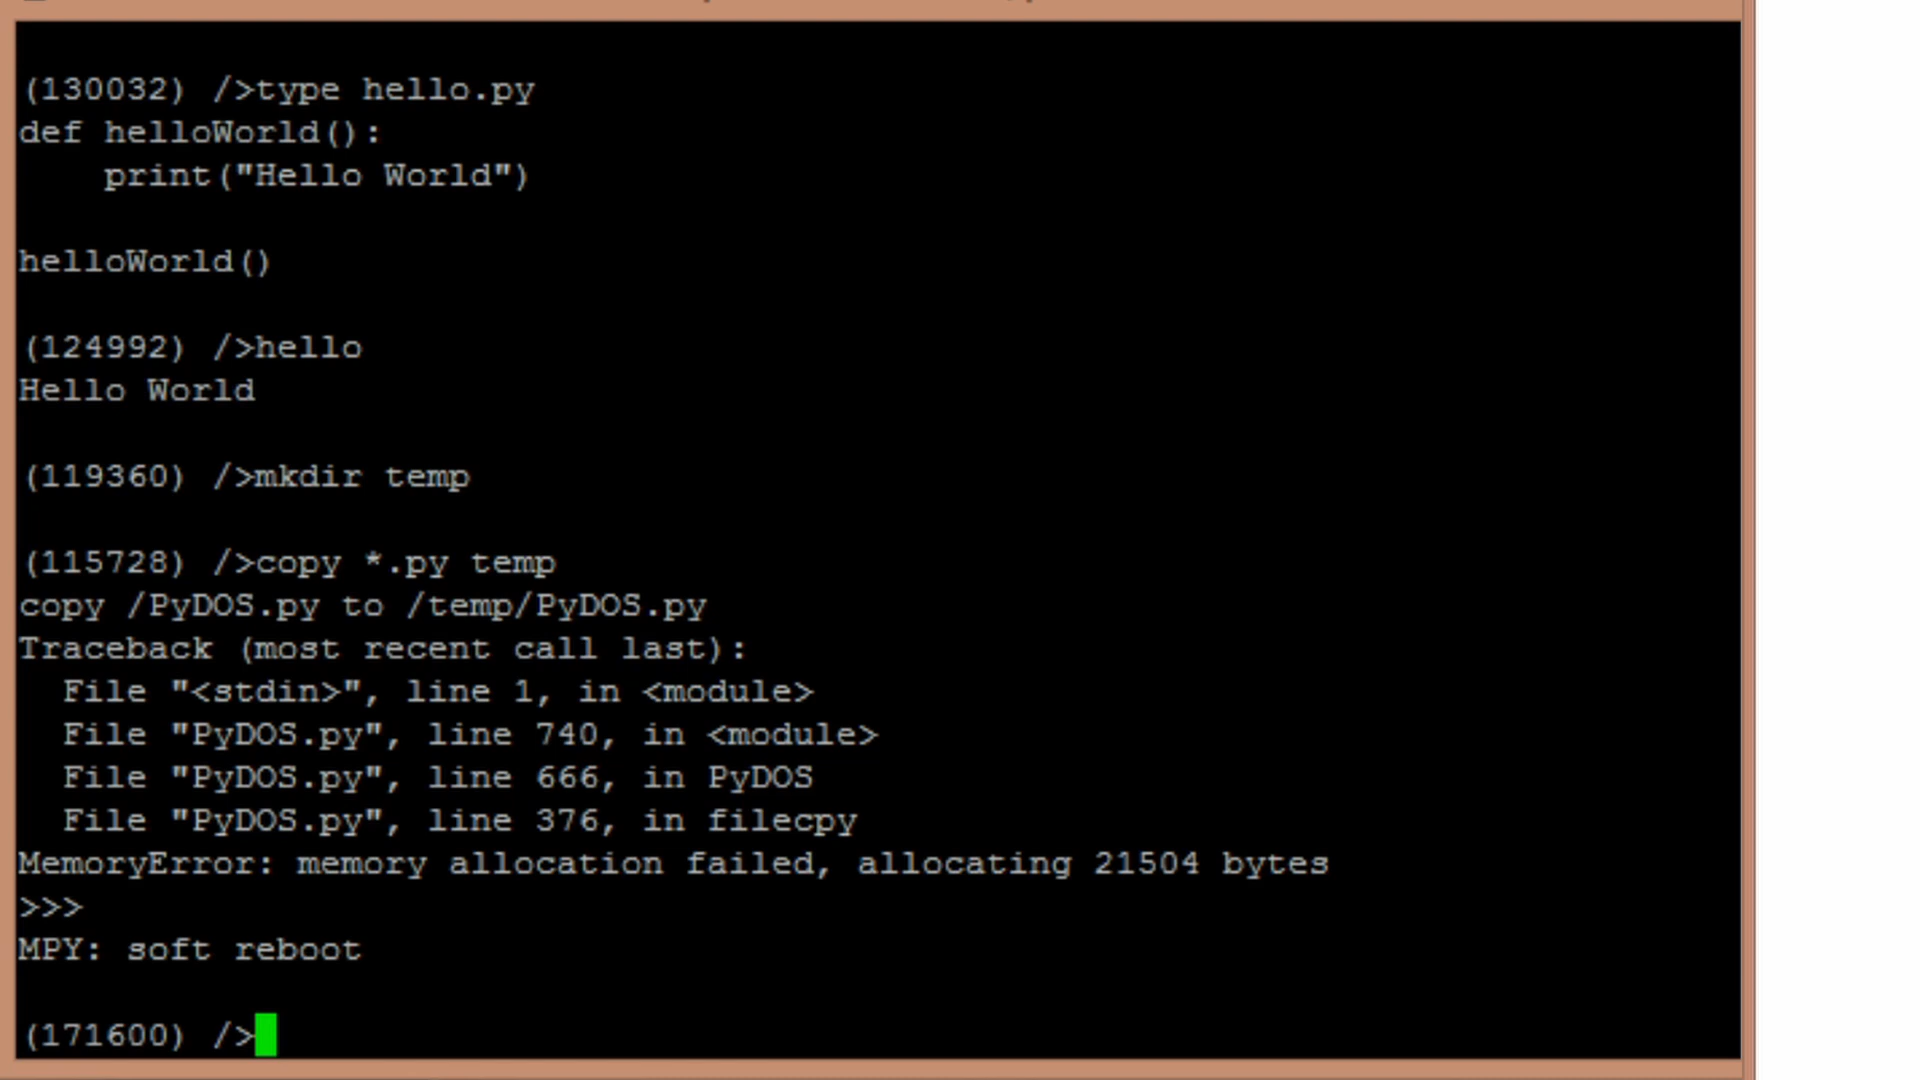 (130032) />type hello.py
def helloWorld():
    print("Hello World")
helloWorld()
(124992) />hello
Hello World
(119360) />mkdir temp
(115728) />copy *.py temp
copy /PyDOS.py to /temp/PyDOS.py
Traceback (most recent call last):
  File "<stdin>", line 1, in <module>
  File "PyDOS.py", line 740, in <module>
  File "PyDOS.py", line 666, in PyDOS
  File "PyDOS.py", line 376, in filecpy
MemoryError: memory allocation failed, allocating 21504 bytes
>>>
MPY: soft reboot
(171600) />